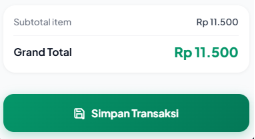 Subtotal item Rp 11.500
Grand Total Rp 11.500
Simpan Transaksi